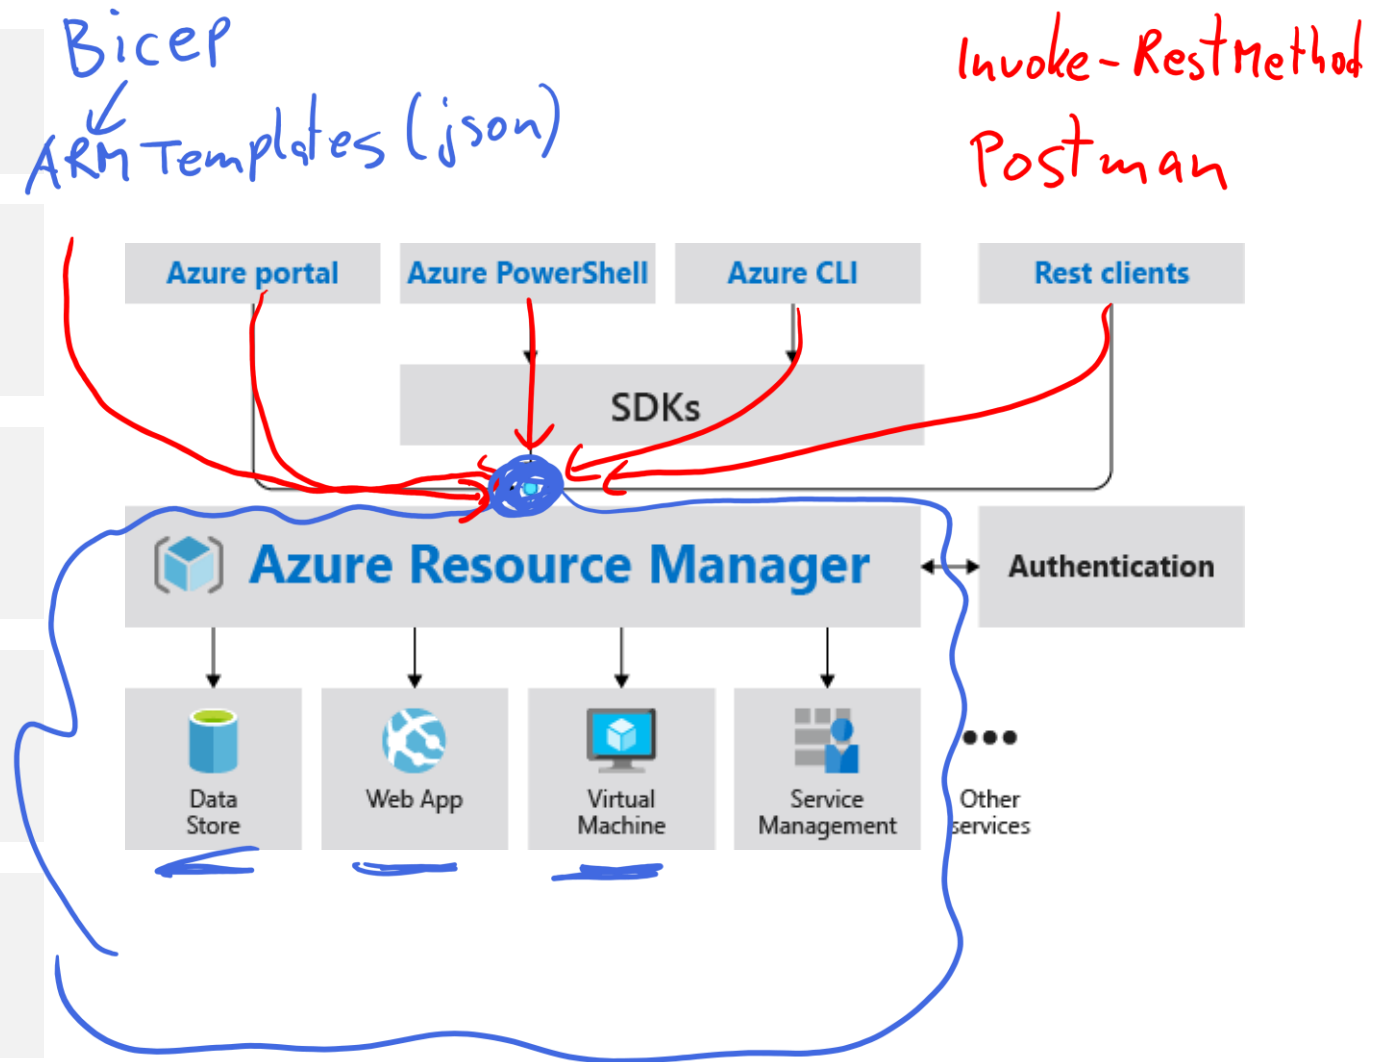 Bicep
ARM Templates (json)
Invoke-RestMethod
Postman
Azure portal
Azure PowerShell
Azure CLI
Rest clients
SDKs
Azure Resource Manager
Authentication
Data
Store
Web App
Virtual
Machine
Service
Management
Other
services